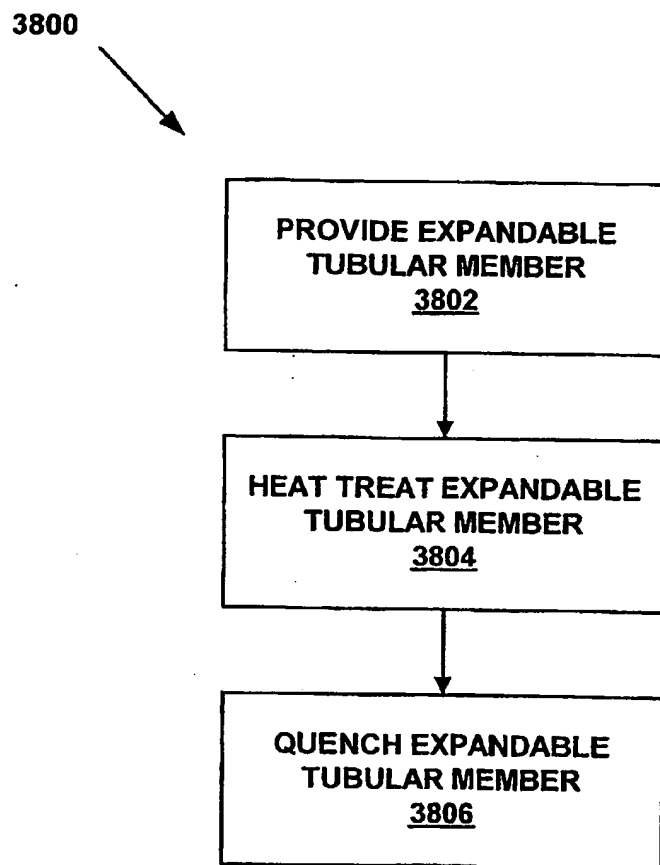 3800
PROVIDE EXPANDABLE
TUBULAR MEMBER
3802
HEAT TREAT EXPANDABLE
TUBULAR MEMBER
3804
QUENCH EXPANDABLE
TUBULAR MEMBER
3806